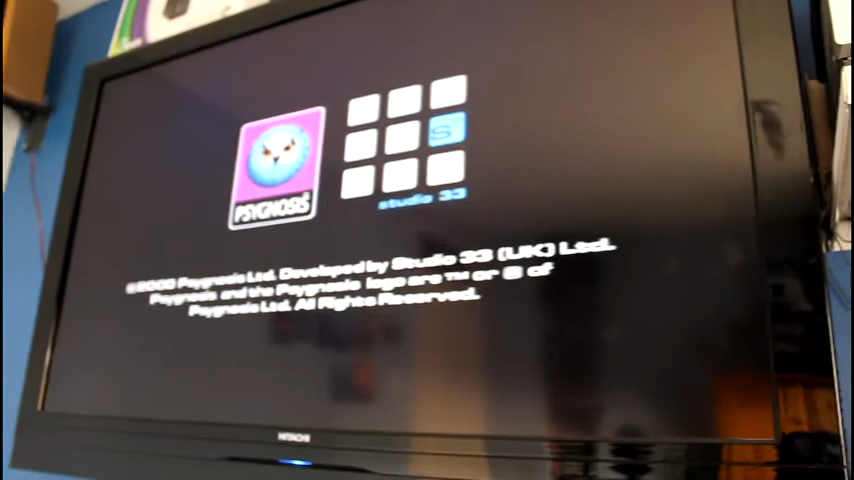 PSYGNOSIS
S
studio 33
©2000 Psygnosis Ltd. Developed by Studio 33 (UK) Ltd.
Psygnosis and the Psygnosis logo are ™ or ® of
Psygnosis Ltd. All Rights Reserved.
HITACHI